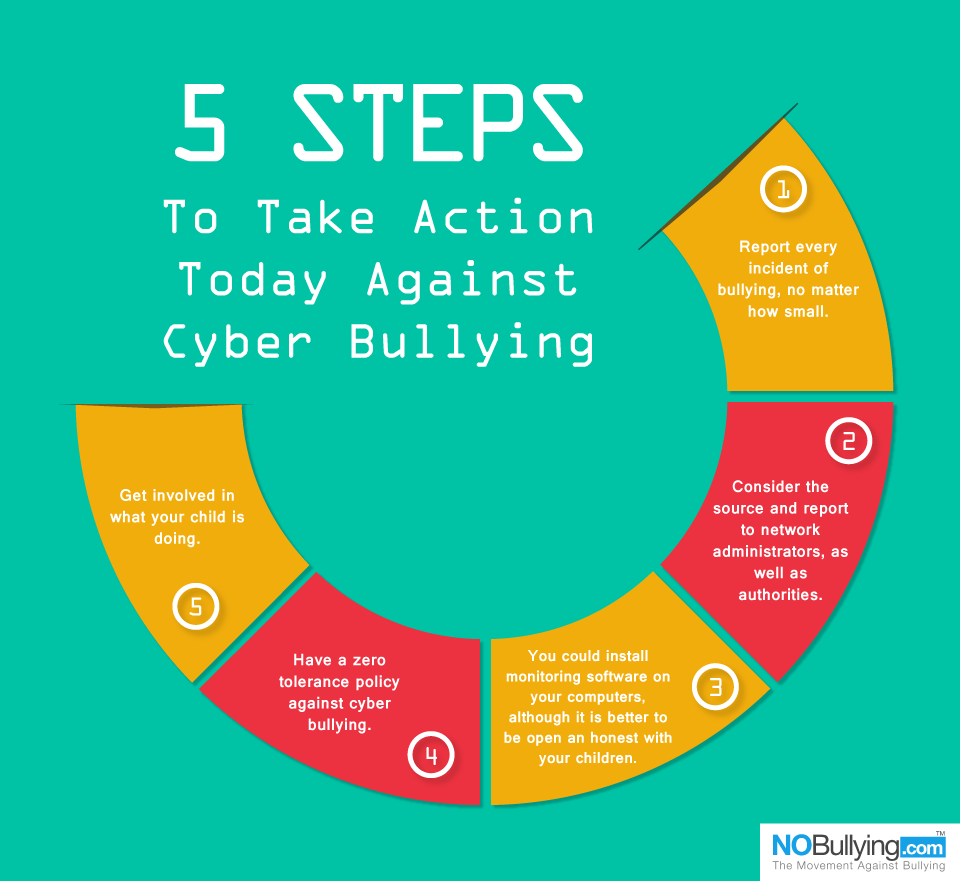 5 STEPS
To Take Action
Today Against
Cyber Bullying
1
Report every
incident of
bullying, no matter
how small.
2
Consider the
source and report
to network
administrators, as
well as
authorities.
3
You could install
monitoring software on
your computers,
although it is better to
be open an honest with
your children.
4
Have a zero
tolerance policy
against cyber
bullying.
5
Get involved in
what your child is
doing.
NOBullying.com™
The Movement Against Bullying